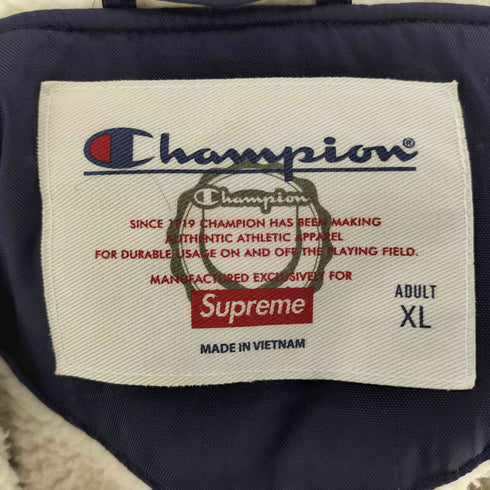 Champion®
Champion
SINCE 1919 CHAMPION HAS BEEN MAKING
AUTHENTIC ATHLETIC APPAREL
FOR DURABLE USAGE ON AND OFF THE PLAYING FIELD.
MANUFACTURED EXCLUSIVELY FOR
Supreme
ADULT
XL
MADE IN VIETNAM